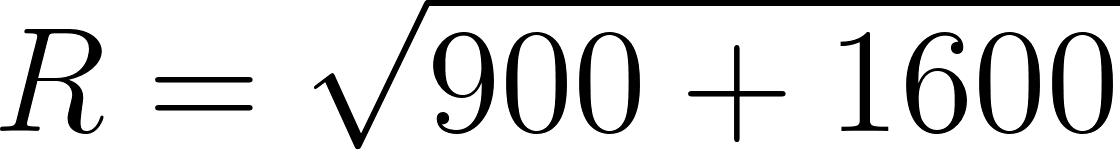 R = √900 + 1600